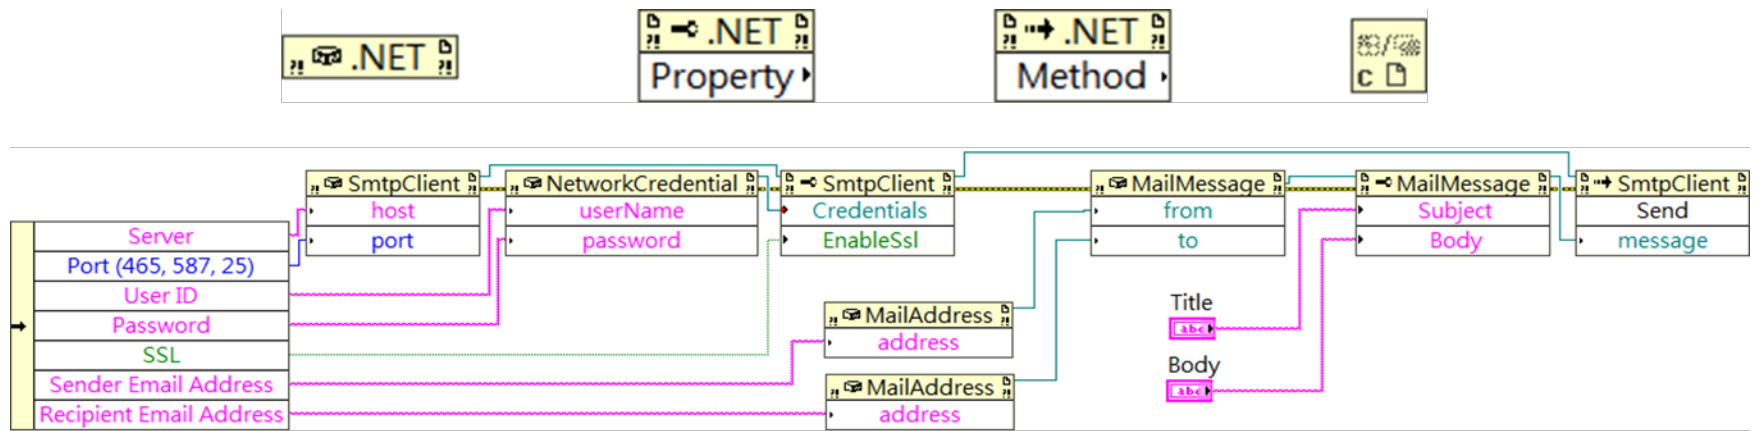 .NET
.NET
Property
.NET
Method
C
SmtpClient
host
port
NetworkCredential
userName
password
SmtpClient
Credentials
EnableSsl
MailMessage
from
to
MailMessage
Subject
Body
SmtpClient
Send
message
Server
Port (465, 587, 25)
User ID
Password
SSL
Sender Email Address
Recipient Email Address
MailAddress
address
MailAddress
address
Title
abc
Body
abc